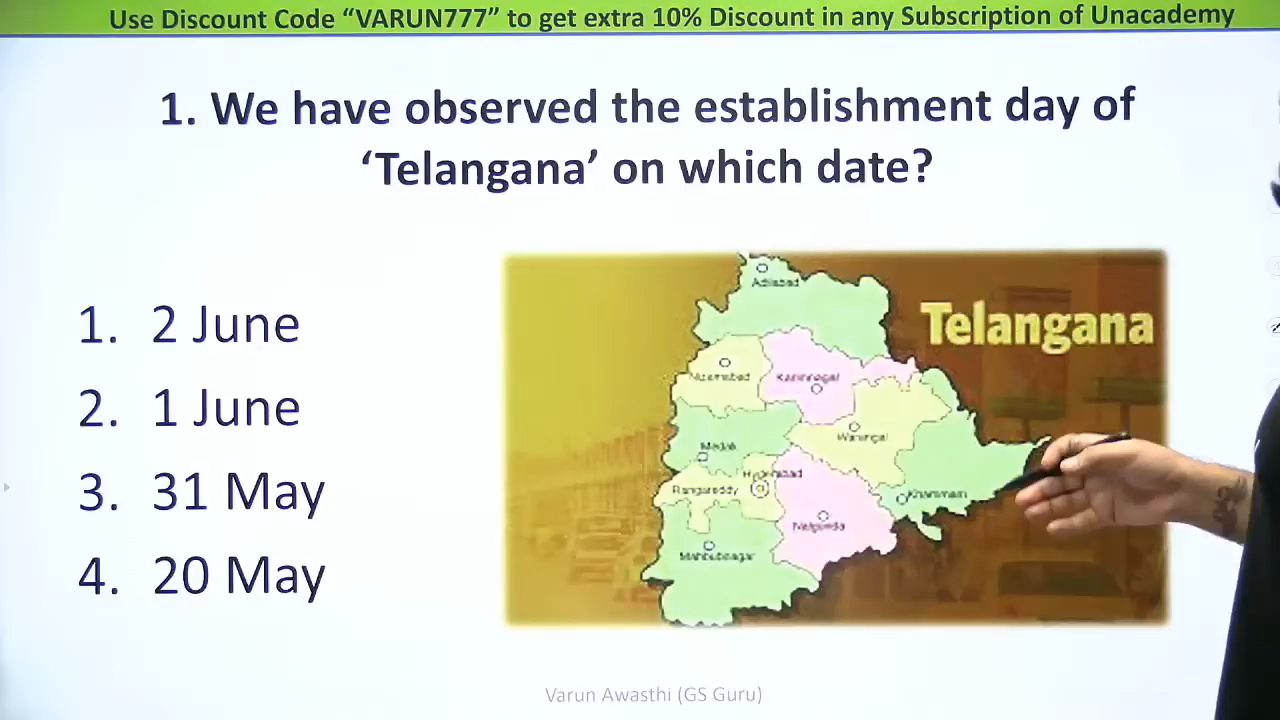 Use Discount Code “VARUN777” to get extra 10% Discount in any Subscription of Unacademy
1. We have observed the establishment day of
‘Telangana’ on which date?
1. 2 June
2. 1 June
3. 31 May
4. 20 May
Telangana
Adilabad
Nizamabad
Karimnagar
Warangal
Medak
Hyderabad
Rangareddy
Khammam
Nalgonda
Mahbubnagar
Varun Awasthi (GS Guru)